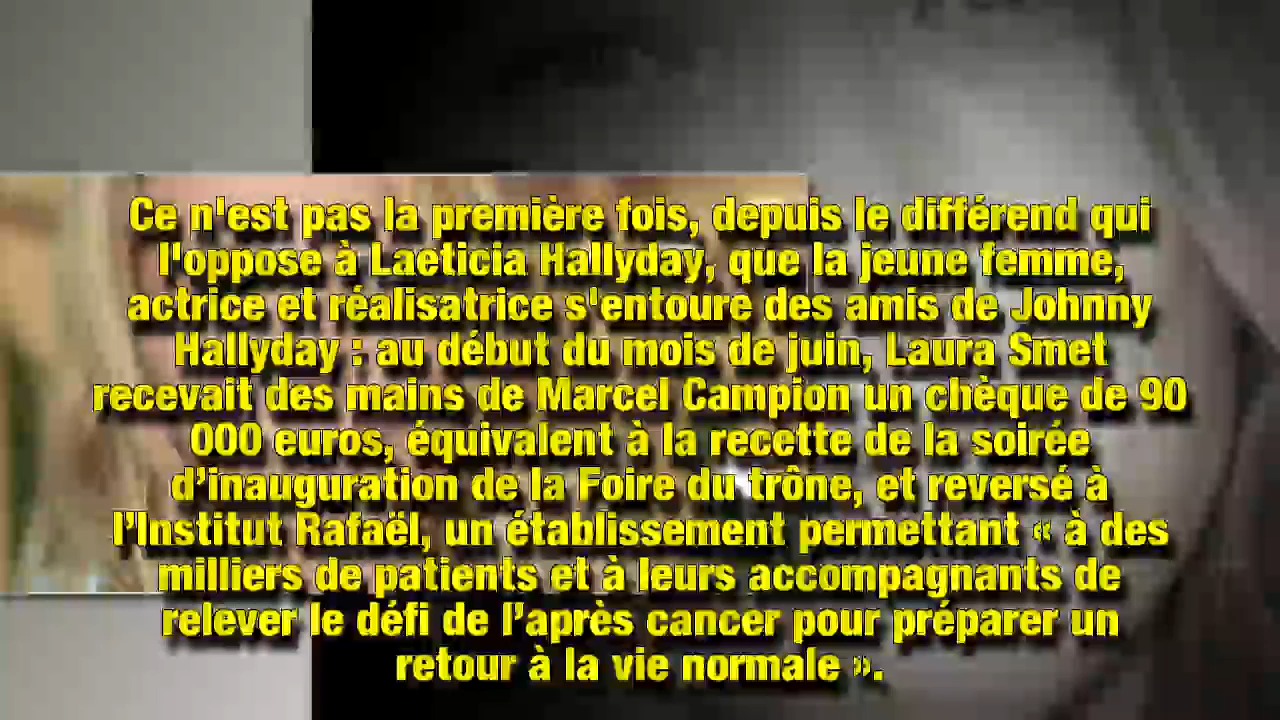 Ce n'est pas la première fois, depuis le différend qui
l'oppose à Laeticia Hallyday, que la jeune femme,
actrice et réalisatrice s'entoure des amis de Johnny
Hallyday : au début du mois de juin, Laura Smet
recevait des mains de Marcel Campion un chèque de 90
000 euros, équivalent à la recette de la soirée
d’inauguration de la Foire du trône, et reversé à
l’Institut Rafaël, un établissement permettant « à des
milliers de patients et à leurs accompagnants de
relever le défi de l’après cancer pour préparer un
retour à la vie normale ».